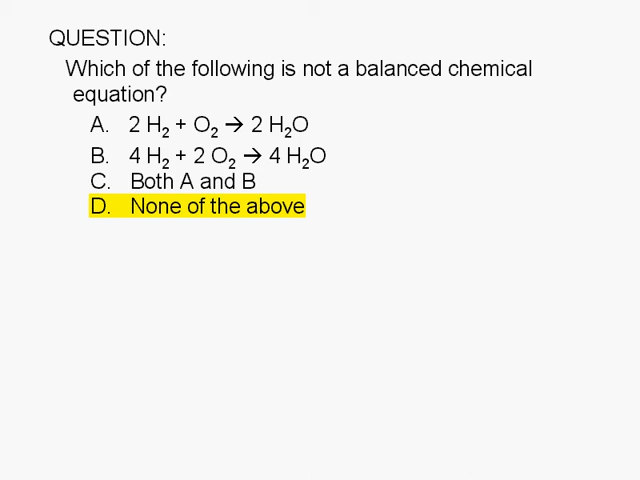 QUESTION:
Which of the following is not a balanced chemical
equation?
A. 2 H₂ + O₂ → 2 H₂O
B. 4 H₂ + 2 O₂ → 4 H₂O
C. Both A and B
D. None of the above